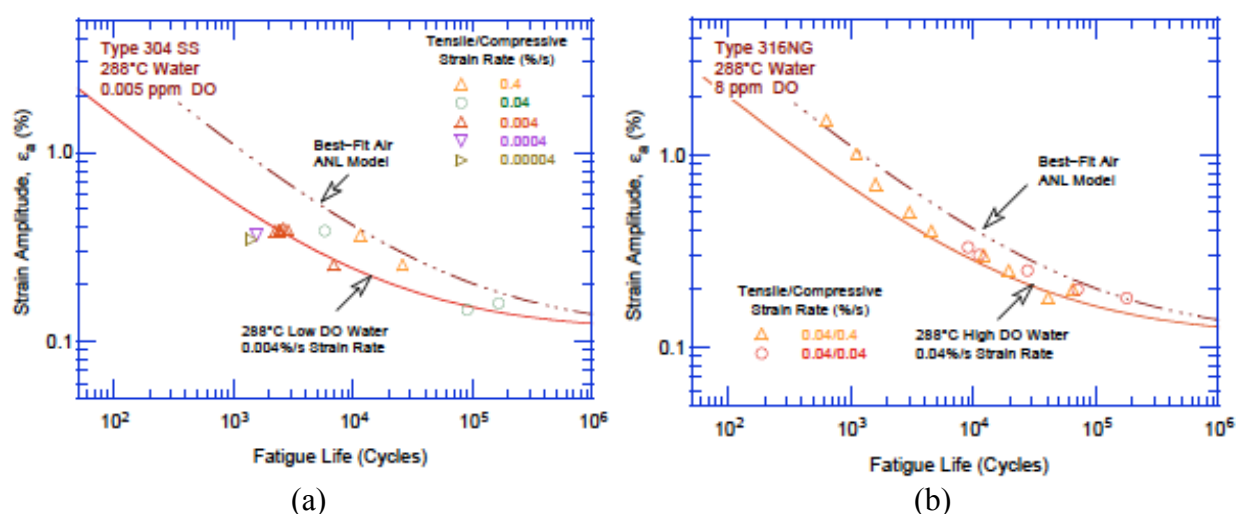 Type 304 SS
288°C Water
0.005 ppm DO
Tensile/Compressive
Strain Rate (%/s)
0.4
0.04
0.004
0.0004
0.00004
Best-Fit Air
ANL Model
288°C Low DO Water
0.004%/s Strain Rate
Strain Amplitude, εa (%)
1.0
0.1
10²
10³
10⁴
10⁵
10⁶
Fatigue Life (Cycles)
(a)
Type 316NG
288°C Water
8 ppm DO
Best-Fit Air
ANL Model
Tensile/Compressive
Strain Rate (%/s)
0.04/0.4
0.04/0.04
288°C High DO Water
0.04%/s Strain Rate
Strain Amplitude, εa (%)
1.0
0.1
10²
10³
10⁴
10⁵
10⁶
Fatigue Life (Cycles)
(b)